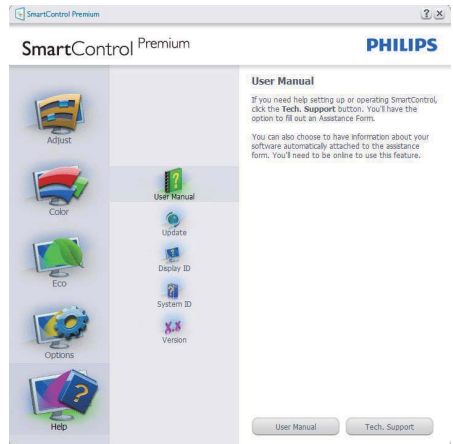 SmartControl Premium
? X
SmartControl Premium
PHILIPS
Adjust
Color
Eco
Options
Help
User Manual
Update
Display ID
System ID
X.X
Version
User Manual
If you need help setting up or operating SmartControl,
click the Tech. Support button. You'll have the
option to fill out an Assistance Form.
You can also choose to have information about your
software automatically attached to the assistance
form. You'll need to be online to use this feature.
User Manual
Tech. Support